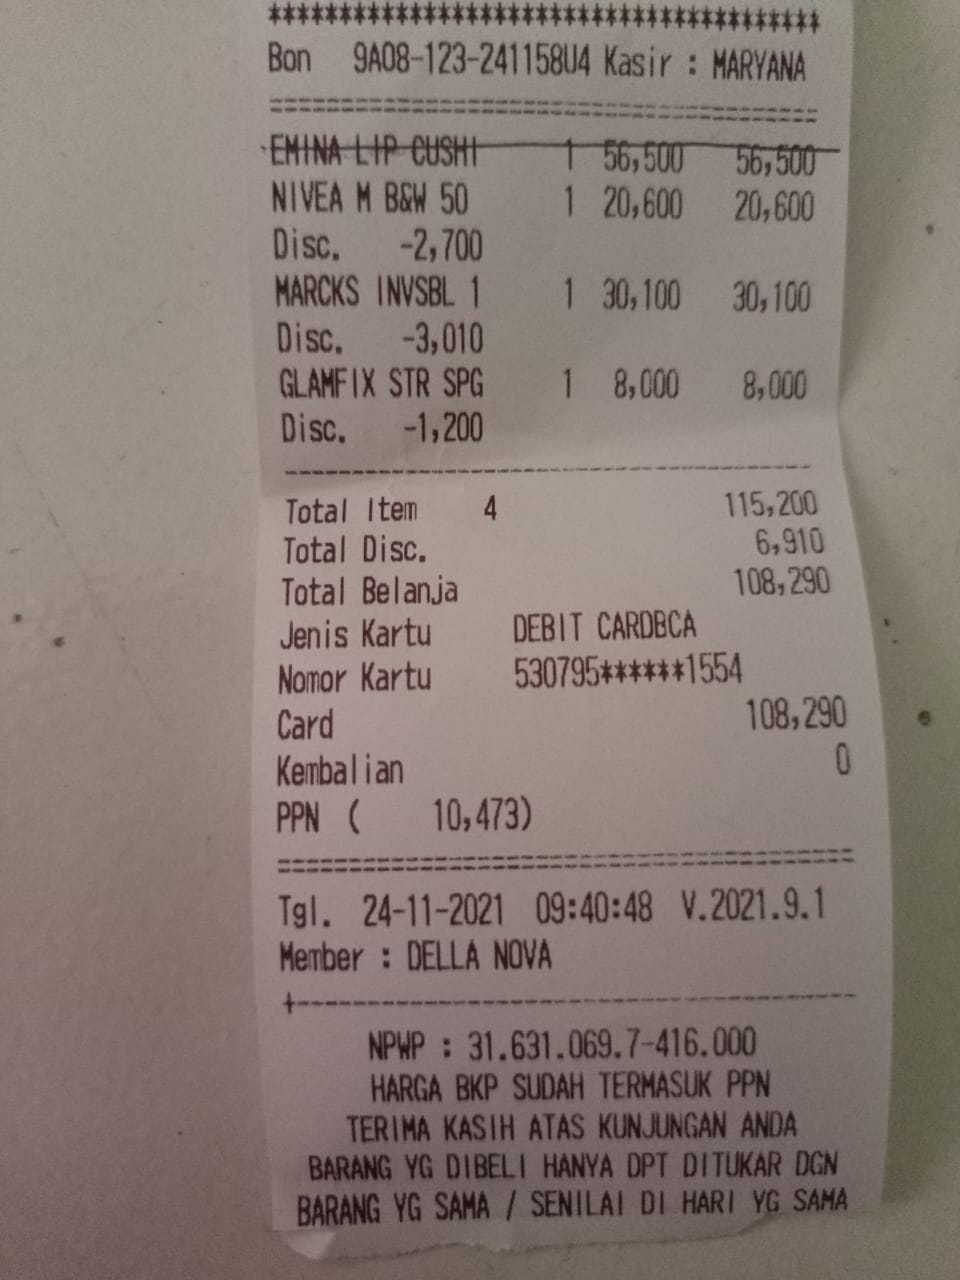 ****************************************
Bon 9A08-123-241158U4 Kasir : MARYANA
========================================
EMINA LIP CUSHI 1 56,500 56,500
NIVEA M B&W 50 1 20,600 20,600
Disc. -2,700
MARCKS INVSBL 1 1 30,100 30,100
Disc. -3,010
GLAMFIX STR SPG 1 8,000 8,000
Disc. -1,200
----------------------------------------
Total Item 4 115,200
Total Disc. 6,910
Total Belanja 108,290
Jenis Kartu DEBIT CARDBCA
Nomor Kartu 530795******1554
Card 108,290
Kembalian 0
PPN ( 10,473)
========================================
Tgl. 24-11-2021 09:40:48 V.2021.9.1
Member : DELLA NOVA
+---------------------------------------
NPWP : 31.631.069.7-416.000
HARGA BKP SUDAH TERMASUK PPN
TERIMA KASIH ATAS KUNJUNGAN ANDA
BARANG YG DIBELI HANYA DPT DITUKAR DGN
BARANG YG SAMA / SENILAI DI HARI YG SAMA